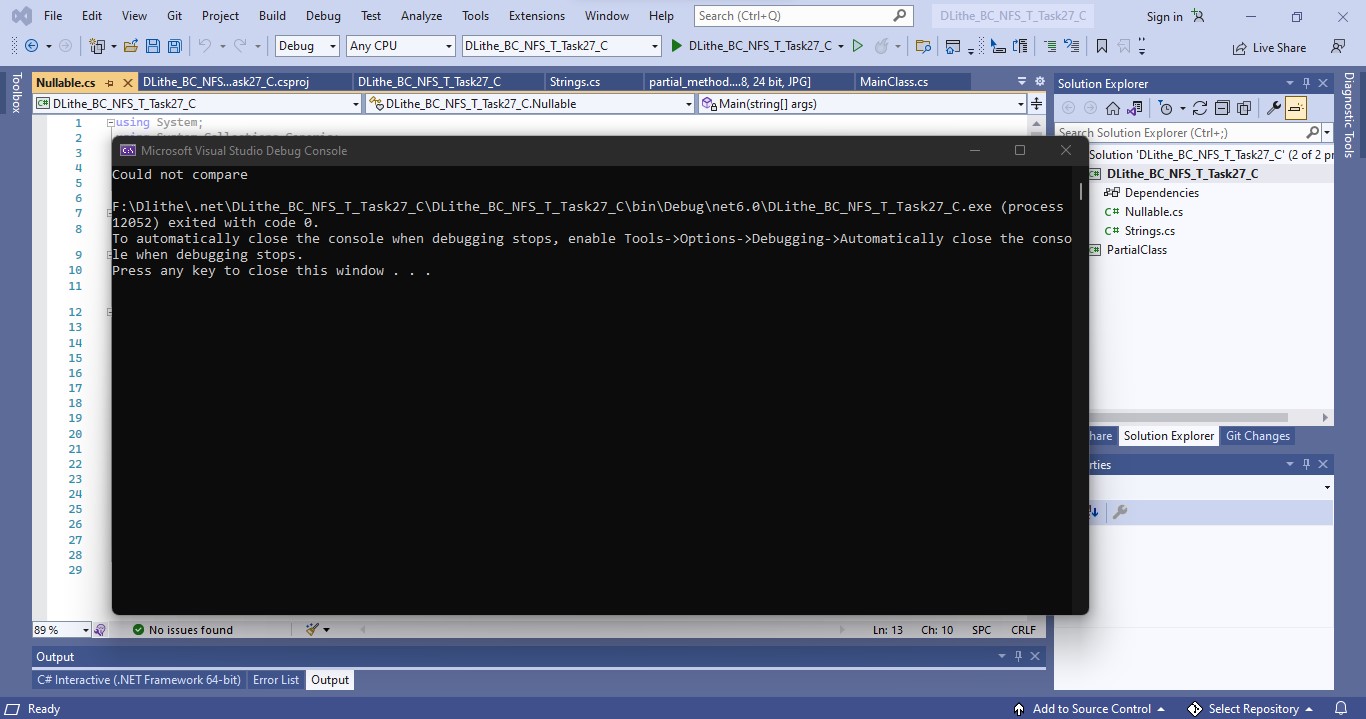 File Edit View Git Project Build Debug Test Analyze Tools Extensions Window Help Search (Ctrl+Q) DLithe_BC_NFS_T_Task27_C Sign in
Debug Any CPU DLithe_BC_NFS_T_Task27_C DLithe_BC_NFS_T_Task27_C Live Share
Toolbox
Nullable.cs DLithe_BC_NFS...ask27_C.csproj DLithe_BC_NFS_T_Task27_C Strings.cs partial_method....8, 24 bit, JPG] MainClass.cs
DLithe_BC_NFS_T_Task27_C DLithe_BC_NFS_T_Task27_C.Nullable Main(string[] args)
1 using System;
2 using System.Collections.Generic;
3
4
5
6
7
8
9
10
11
12
13
14
15
16
17
18
19
20
21
22
23
24
25
26
27
28
29
Microsoft Visual Studio Debug Console
Could not compare
F:\Dlithe\.net\DLithe_BC_NFS_T_Task27_C\DLithe_BC_NFS_T_Task27_C\bin\Debug\net6.0\DLithe_BC_NFS_T_Task27_C.exe (process
12052) exited with code 0.
To automatically close the console when debugging stops, enable Tools->Options->Debugging->Automatically close the conso
le when debugging stops.
Press any key to close this window . . .
89 % No issues found Ln: 13 Ch: 10 SPC CRLF
Output
C# Interactive (.NET Framework 64-bit) Error List Output
Solution Explorer
Search Solution Explorer (Ctrl+;)
Solution 'DLithe_BC_NFS_T_Task27_C' (2 of 2 pr
C# DLithe_BC_NFS_T_Task27_C
Dependencies
C# Nullable.cs
C# Strings.cs
C# PartialClass
hare Solution Explorer Git Changes
rties
Diagnostic Tools
Ready Add to Source Control Select Repository